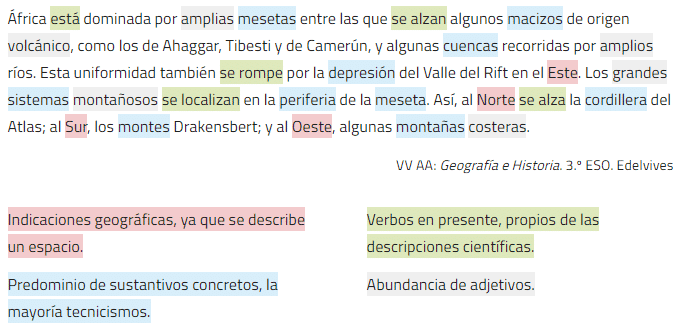 África está dominada por amplias mesetas entre las que se alzan algunos macizos de origen
volcánico, como los de Ahaggar, Tibesti y de Camerún, y algunas cuencas recorridas por amplios
ríos. Esta uniformidad también se rompe por la depresión del Valle del Rift en el Este. Los grandes
sistemas montañosos se localizan en la periferia de la meseta. Así, al Norte se alza la cordillera del
Atlas; al Sur, los montes Drakensbert; y al Oeste, algunas montañas costeras.
VV AA: Geografía e Historia. 3.º ESO. Edelvives
Indicaciones geográficas, ya que se describe
un espacio.
Verbos en presente, propios de las
descripciones científicas.
Predominio de sustantivos concretos, la
mayoría tecnicismos.
Abundancia de adjetivos.